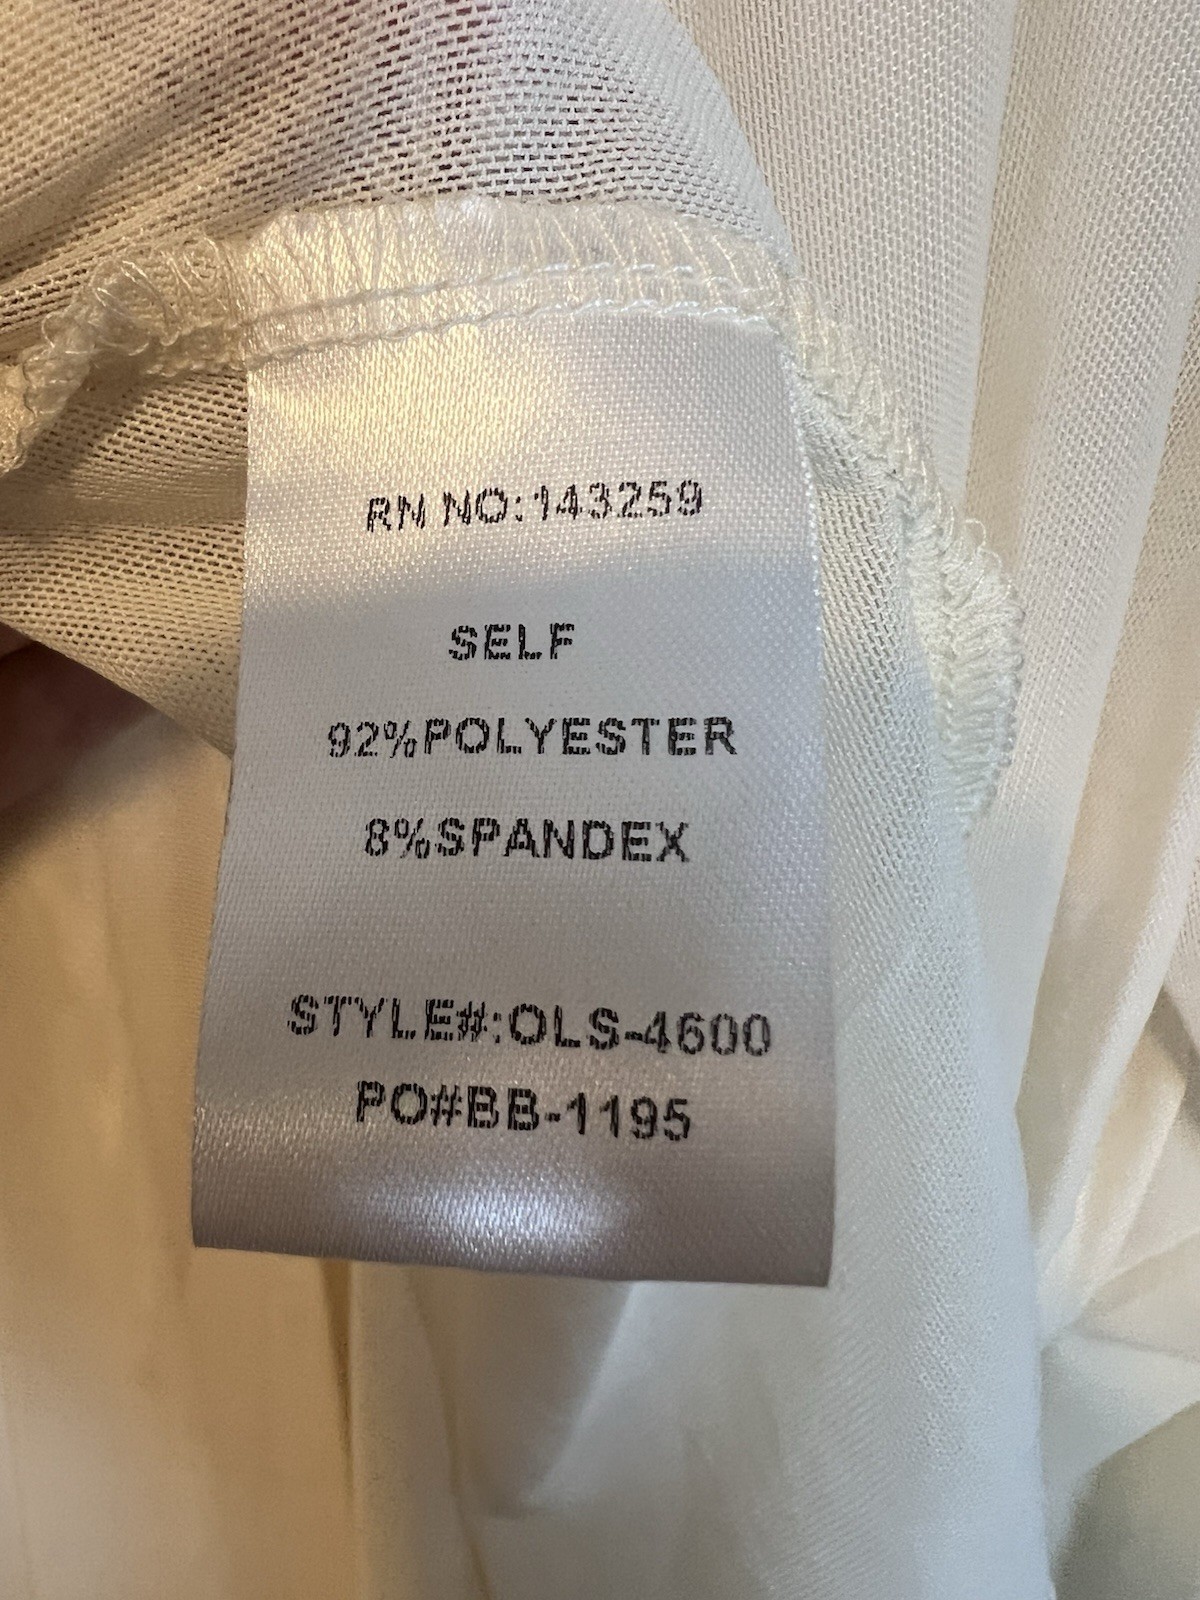 RN NO:143259
SELF
92%POLYESTER
8%SPANDEX
STYLE#:OLS-4600
PO#BB-1195